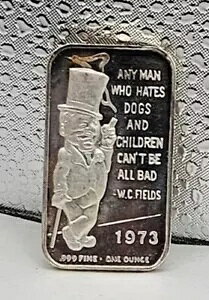 ANY MAN
WHO HATES
DOGS
AND
CHILDREN
CAN'T BE
ALL BAD
-W.C. FIELDS
1973
.999 FINE - ONE OUNCE